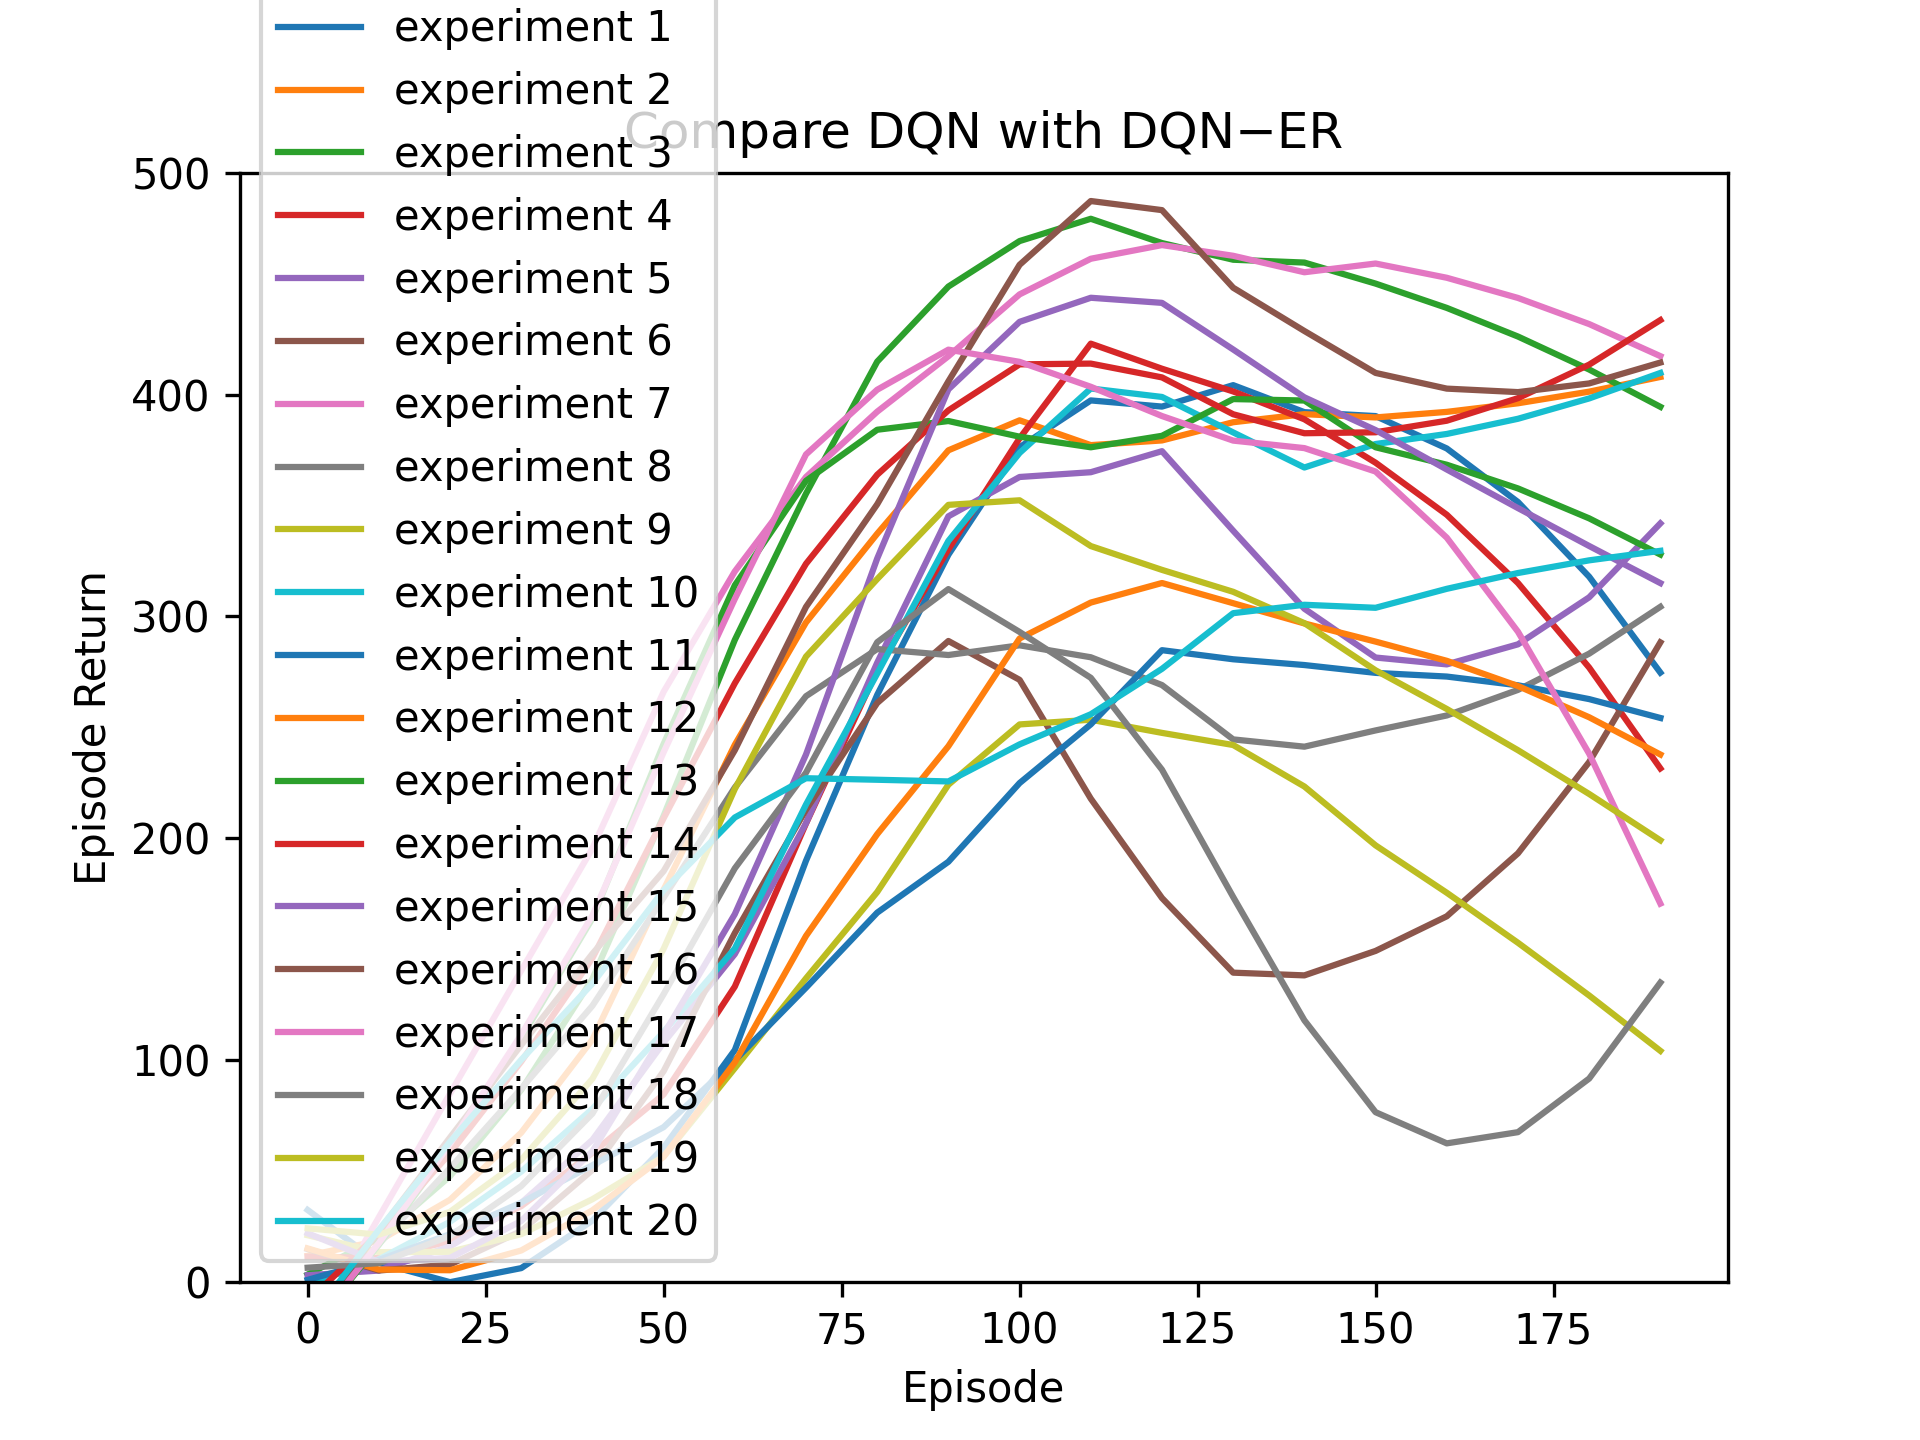 experiment 1
experiment 2
experiment 3
experiment 4
experiment 5
experiment 6
experiment 7
experiment 8
experiment 9
experiment 10
experiment 11
experiment 12
experiment 13
experiment 14
experiment 15
experiment 16
experiment 17
experiment 18
experiment 19
experiment 20
Compare DQN with DQN−ER
500
400
300
200
100
0
Episode Return
0 25 50 75 100 125 150 175
Episode